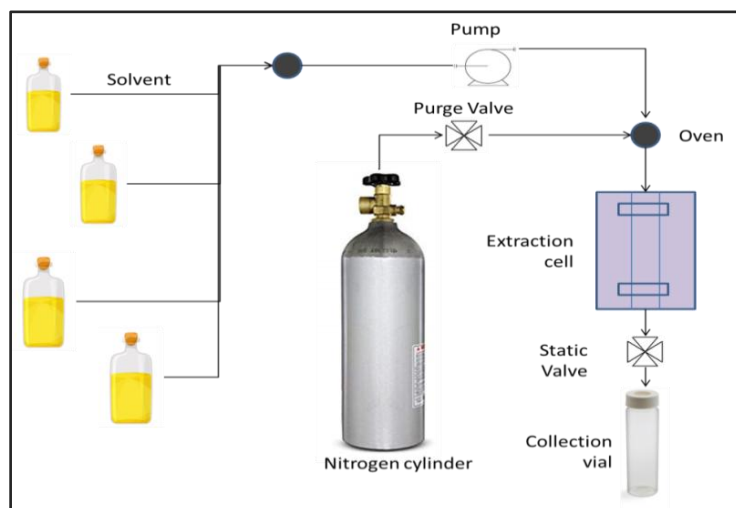 Pump
Solvent
Purge Valve
Oven
Extraction
cell
Static
Valve
Collection
vial
Nitrogen cylinder